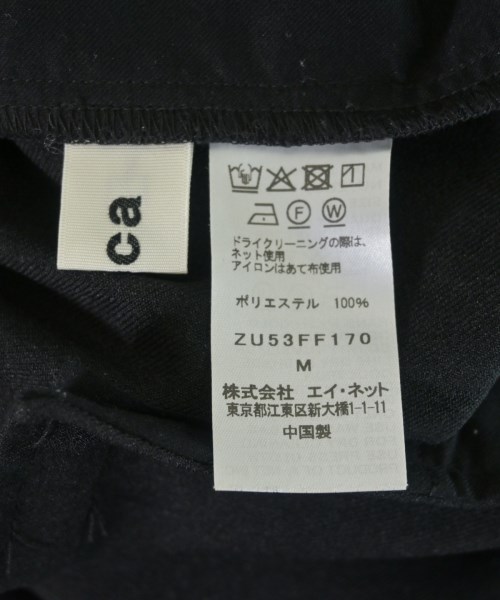 ca
F W
ドライクリーニングの際は、
ネット使用
アイロンはあて布使用
ポリエステル 100%
ZU53FF170
M
株式会社 エイ・ネット
東京都江東区新大橋1-1-11
中国製